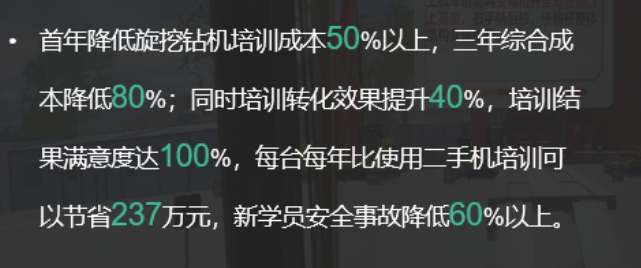 • 首年降低旋挖钻机培训成本50%以上，三年综合成
本降低80%；同时培训转化效果提升40%，培训结
果满意度达100%，每台每年比使用二手机培训可
以节省237万元，新学员安全事故降低60%以上。